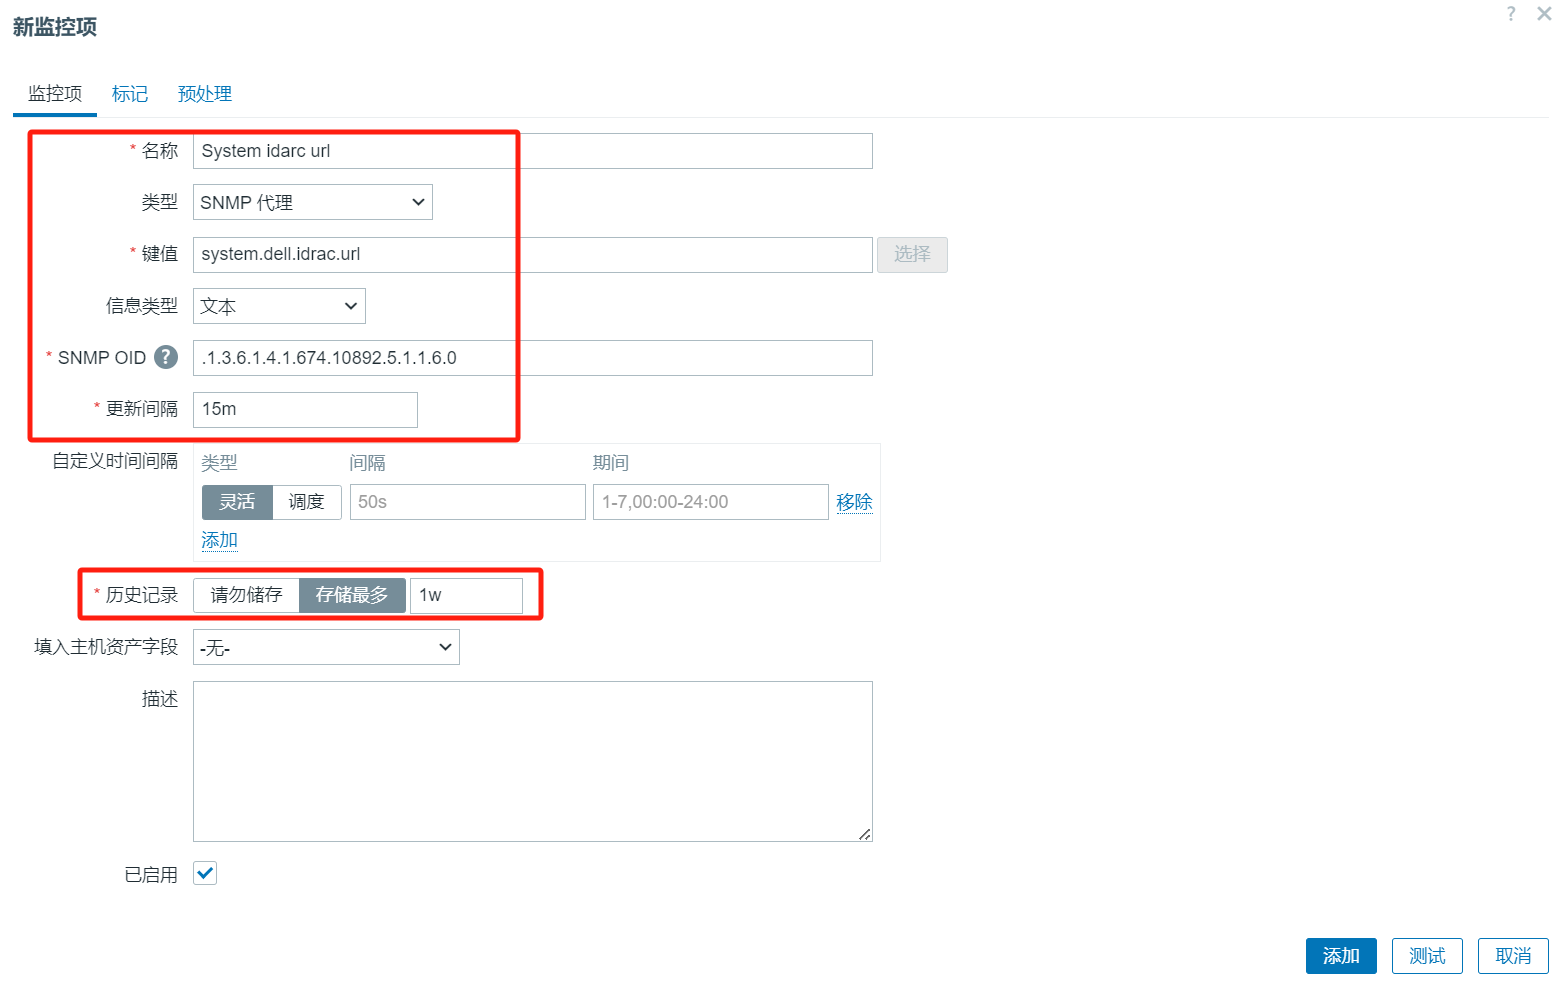 新监控项
? ×
监控项 标记 预处理
* 名称 System idarc url
类型 SNMP 代理
* 键值 system.dell.idrac.url 选择
信息类型 文本
* SNMP OID ? .1.3.6.1.4.1.674.10892.5.1.1.6.0
* 更新间隔 15m
自定义时间间隔 类型 间隔 期间
灵活 调度 50s 1-7,00:00-24:00 移除
添加
* 历史记录 请勿储存 存储最多 1w
填入主机资产字段 -无-
描述
已启用
添加 测试 取消